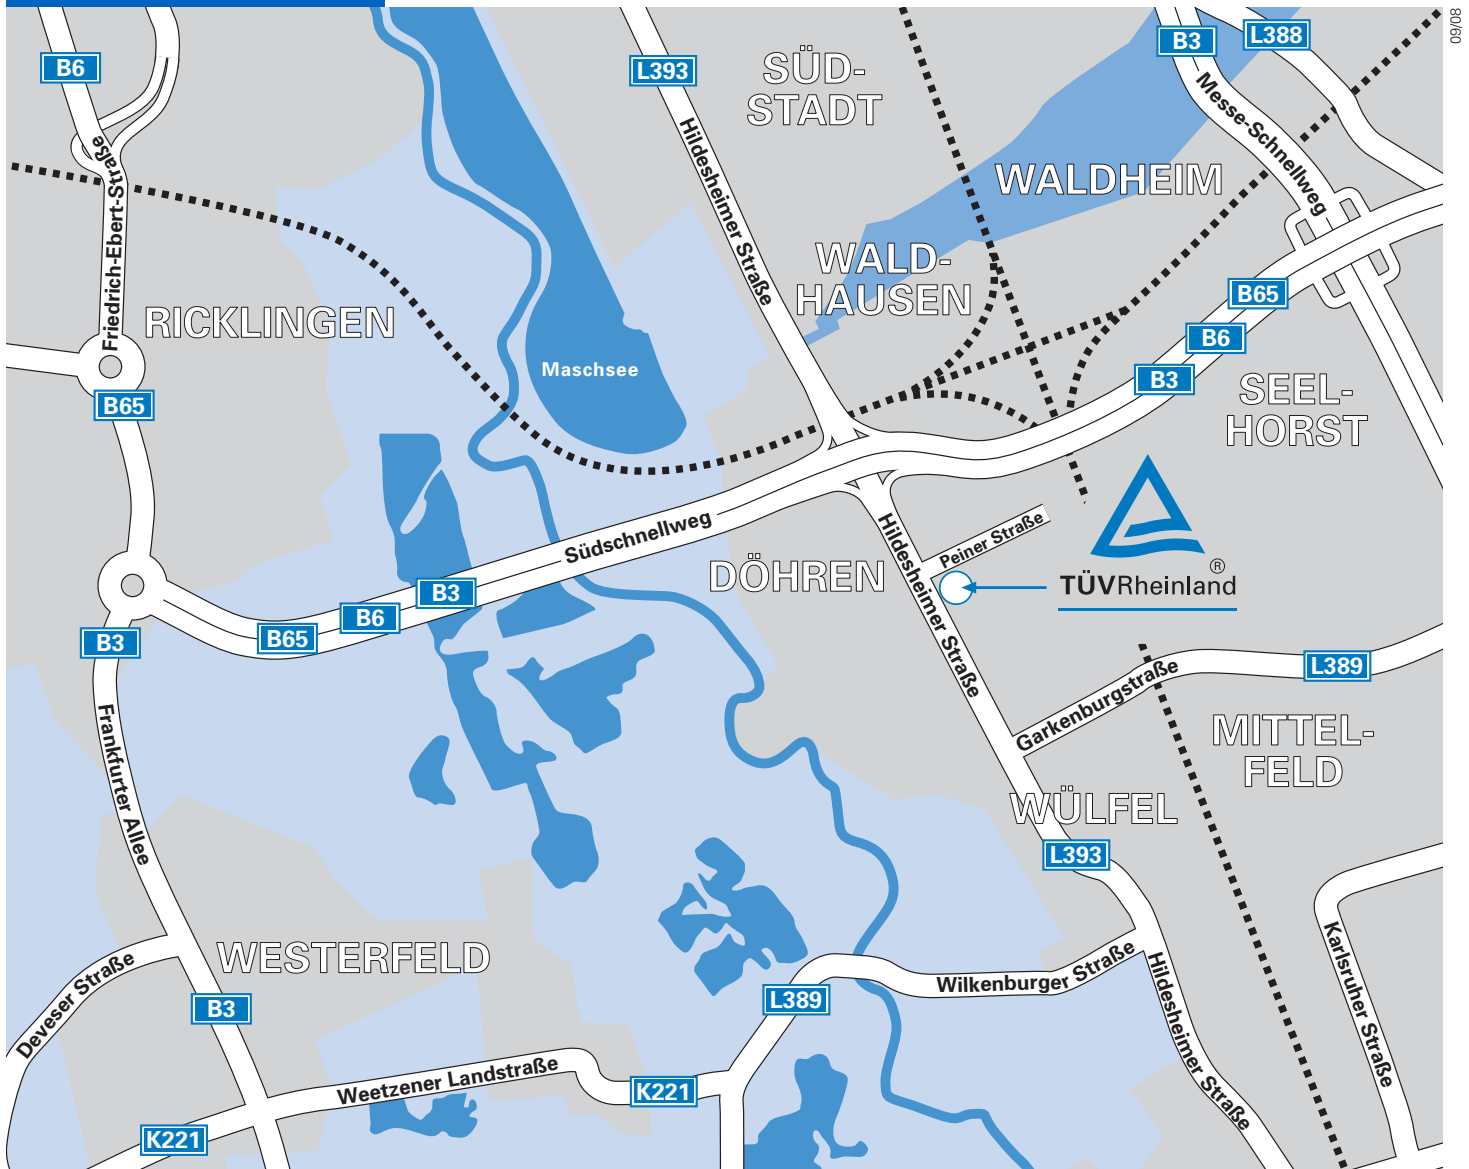 09/08
B6
L393
SÜD-
STADT
B3
L388
Messe-Schnellweg
Friedrich-Ebert-Straße
Hildesheimer Straße
WALDHEIM
WALD-
HAUSEN
RICKLINGEN
B65
B6
B3
Maschsee
B65
SEEL-
HORST
Südschnellweg
Hildesheimer Straße
Peiner Straße
DÖHREN
®
TÜVRheinland
B3
B6
B65
B3
L389
Garkenburgstraße
MITTEL-
FELD
Frankfurter Allee
WÜLFEL
L393
WESTERFELD
Deveser Straße
B3
L389
Wilkenburger Straße
Hildesheimer Straße
Karlsruher Straße
Weetzener Landstraße
K221
K221